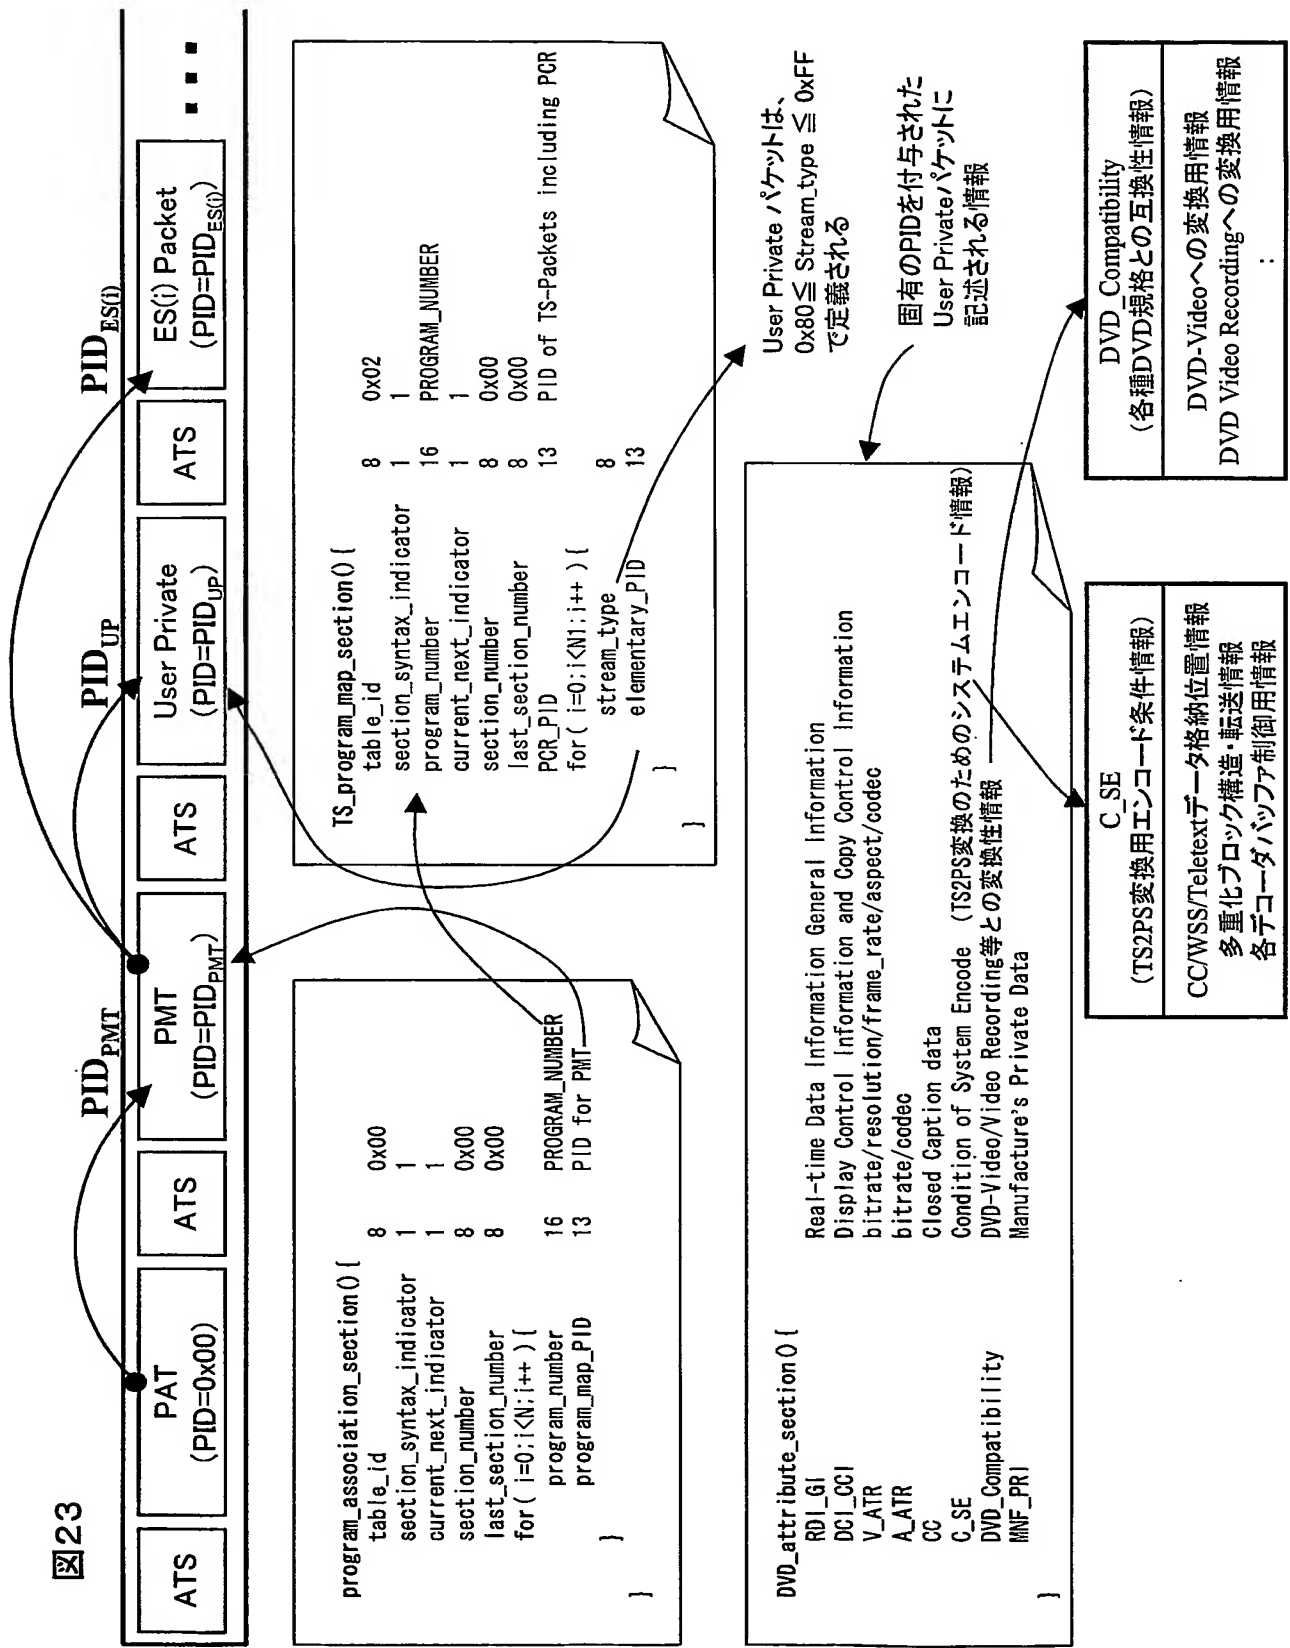 図23
PID_PMT
PID_UP
PID_ES(i)
ATS
PAT
(PID=0x00)
ATS
PMT
(PID=PID_PMT)
ATS
User Private
(PID=PID_UP)
ATS
ES(i) Packet
(PID=PID_ES(i))
program_association_section() {
table_id 8 0x00
section_syntax_indicator 1 1
current_next_indicator 1 1
section_number 8 0x00
last_section_number 8 0x00
for( i=0;i<N;i++ ) {
program_number 16 PROGRAM_NUMBER
program_map_PID 13 PID for PMT
}
TS_program_map_section() {
table_id 8 0x02
section_syntax_indicator 1 1
program_number 16 PROGRAM_NUMBER
current_next_indicator 1 1
section_number 8 0x00
last_section_number 8 0x00
PCR_PID 13 PID of TS-Packets including PCR
for( i=0;i<N1;i++ ) {
stream_type 8
elementary_PID 13
}
User Private パケットは、
0x80≦ Stream_type ≦ 0xFF
で定義される
DVD_attribute_section() {
RDI_GI Real-time Data Information General Information
DCI_CCI Display Control Information and Copy Control Information
V_ATR bitrate/resolution/frame_rate/aspect/codec
A_ATR bitrate/codec
CC Closed Caption data
C_SE Condition of System Encode (TS2PS変換のためのシステムエンコード情報)
DVD_Compatibility DVD-Video/Video Recording等との変換性情報
MNF_PRI Manufacture's Private Data
}
固有のPIDを付与された
User Privateパケットに
記述される情報
C_SE
(TS2PS変換用エンコード条件情報)
CC/WSS/Teletextデータ格納位置情報
多重化ブロック構造・転送情報
各デコーダバッファ制御用情報
DVD_Compatibility
(各種DVD規格との互換性情報)
DVD-Videoへの変換用情報
DVD Video Recordingへの変換用情報
: